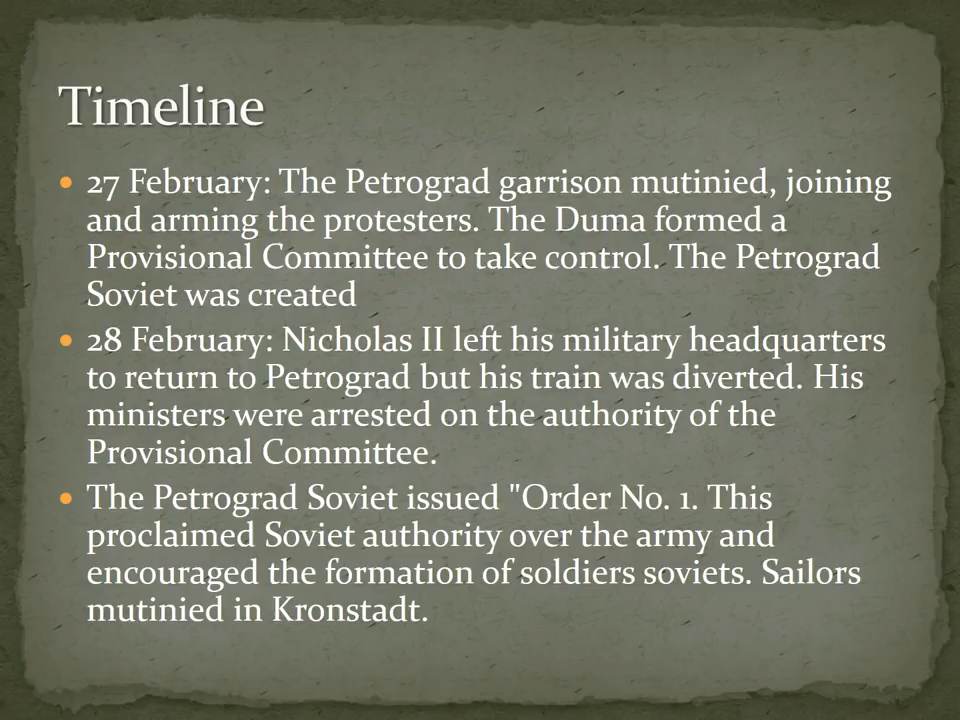 Timeline
• 27 February: The Petrograd garrison mutinied, joining
and arming the protesters. The Duma formed a
Provisional Committee to take control. The Petrograd
Soviet was created
• 28 February: Nicholas II left his military headquarters
to return to Petrograd but his train was diverted. His
ministers were arrested on the authority of the
Provisional Committee.
• The Petrograd Soviet issued "Order No. 1. This
proclaimed Soviet authority over the army and
encouraged the formation of soldiers soviets. Sailors
mutinied in Kronstadt.